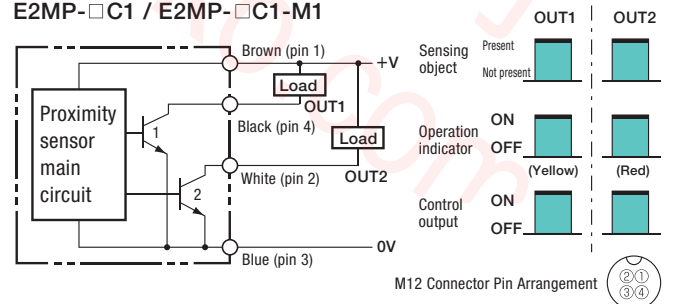 E2MP-□C1 / E2MP-□C1-M1
OUT1
OUT2
Brown (pin 1)
+V
Load
OUT1
Black (pin 4)
Load
OUT2
White (pin 2)
Proximity
sensor
main
circuit
1
2
0V
Blue (pin 3)
Sensing
object
Present
Not present
Operation
indicator
ON
OFF
(Yellow)
(Red)
Control
output
ON
OFF
M12 Connector Pin Arrangement
②①
③④